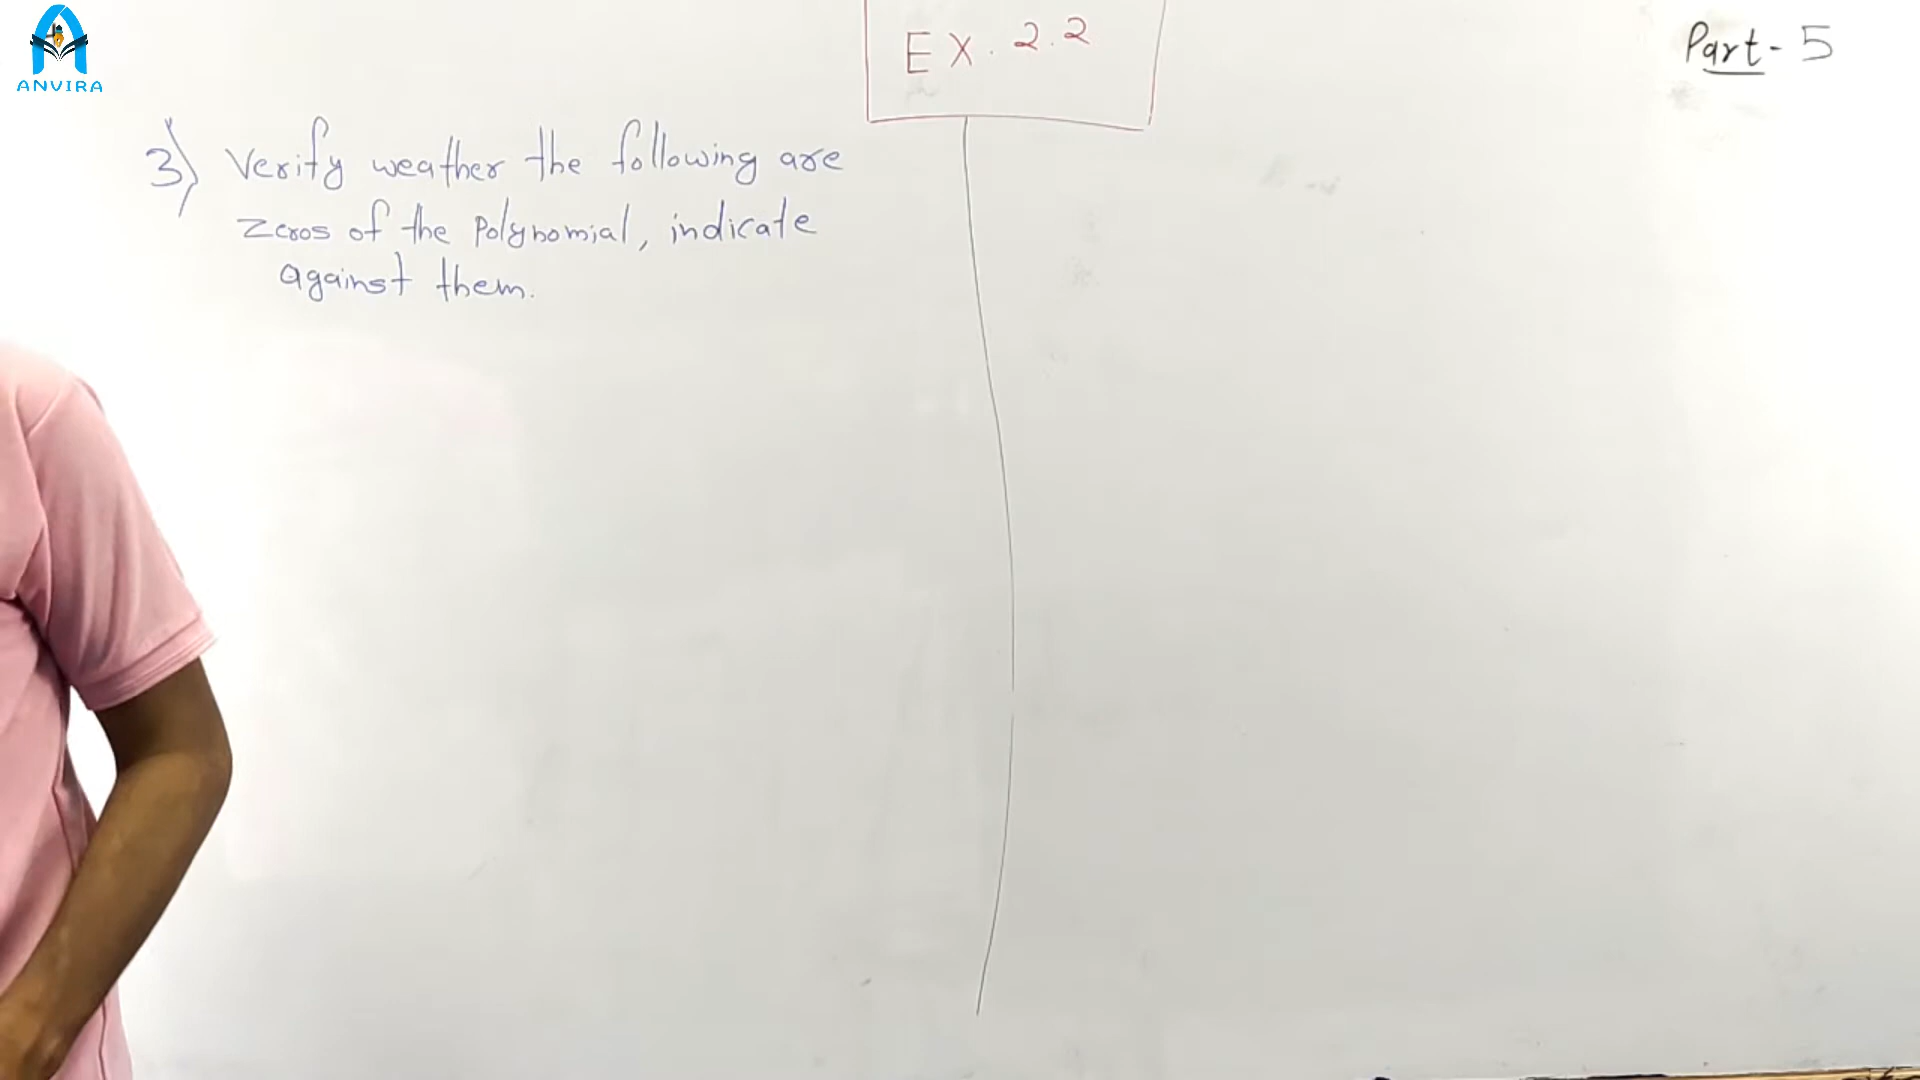 ANVIRA
EX. 2.2
Part - 5
3) Verify weather the following are
zeros of the polynomial, indicate
against them.